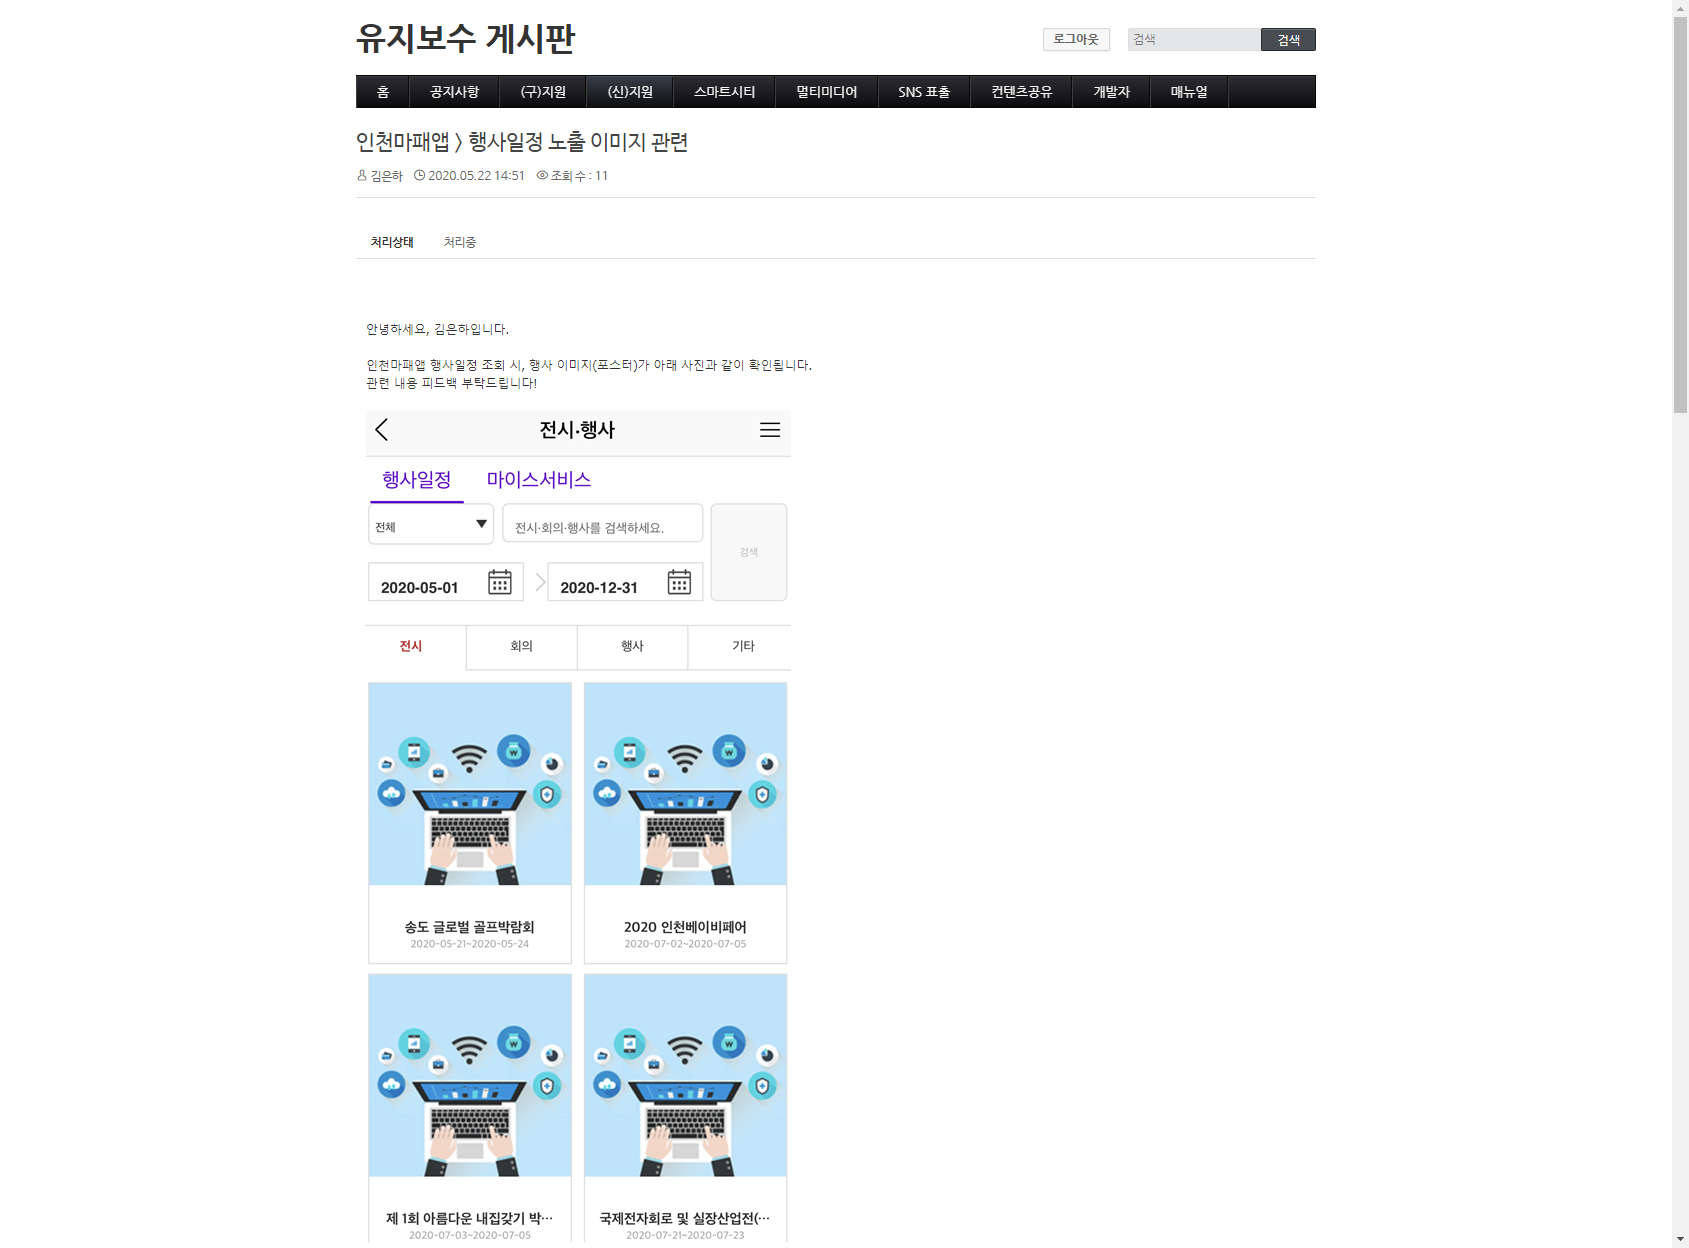 유지보수 게시판
로그아웃
검색
검색
홈
공지사항
(구)지원
(신)지원
스마트시티
멀티미디어
SNS 표출
컨텐츠공유
개발자
매뉴얼
인천마패앱 > 행사일정 노출 이미지 관련
김은하 2020.05.22 14:51 조회 수 : 11
처리상태 처리중
안녕하세요, 김은하입니다.
인천마패앱 행사일정 조회 시, 행사 이미지(포스터)가 아래 사진과 같이 확인됩니다.
관련 내용 피드백 부탁드립니다!
전시·행사
행사일정 마이스서비스
전체
전시·회의·행사를 검색하세요.
검색
2020-05-01
2020-12-31
전시
회의
행사
기타
송도 글로벌 골프박람회
2020-05-21~2020-05-24
2020 인천베이비페어
2020-07-02~2020-07-05
제 1회 아름다운 내집갖기 박…
2020-07-03~2020-07-05
국제전자회로 및 실장산업전(…
2020-07-21~2020-07-23